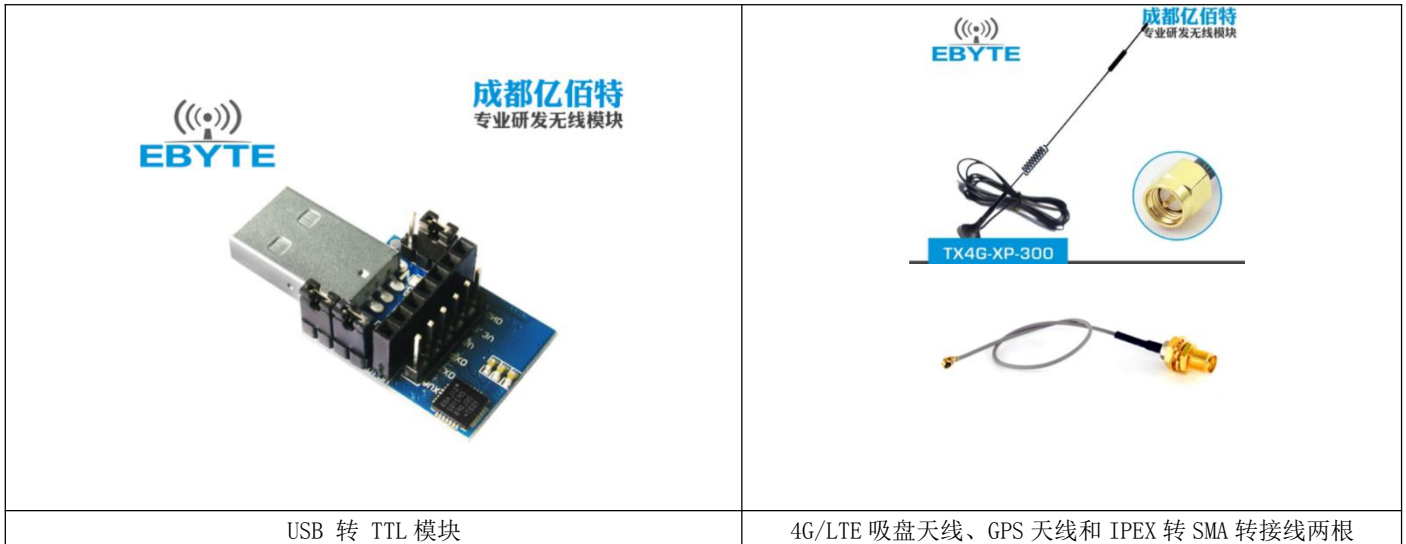 EBYTE
成都亿佰特
专业研发无线模块
USB 转 TTL 模块
EBYTE
成都亿佰特
专业研发无线模块
TX4G-XP-300
4G/LTE 吸盘天线、GPS 天线和 IPEX 转 SMA 转接线两根